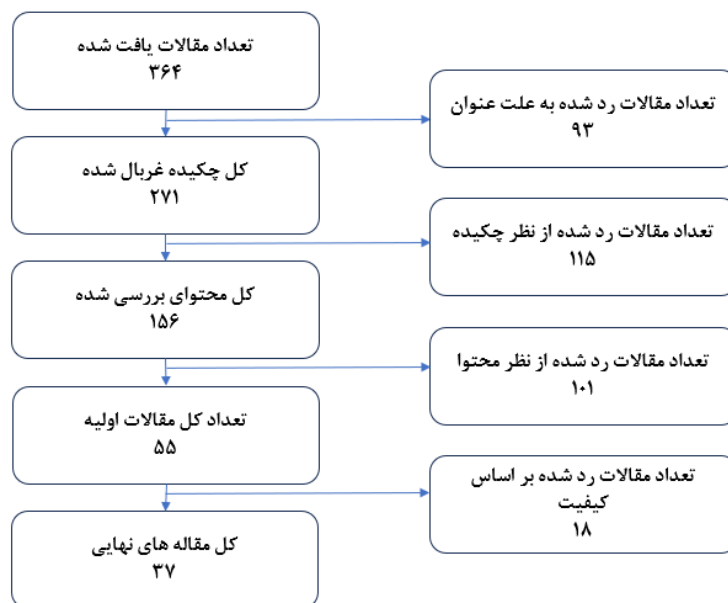 تعداد مقالات یافت شده
۳۶۴
تعداد مقالات رد شده به علت عنوان
۹۳
کل چکیده غربال شده
۲۷۱
تعداد مقالات رد شده از نظر چکیده
۱۱۵
کل محتوای بررسی شده
۱۵۶
تعداد مقالات رد شده از نظر محتوا
۱۰۱
تعداد کل مقالات اولیه
۵۵
تعداد مقالات رد شده بر اساس
کیفیت
۱۸
کل مقاله های نهایی
۳۷